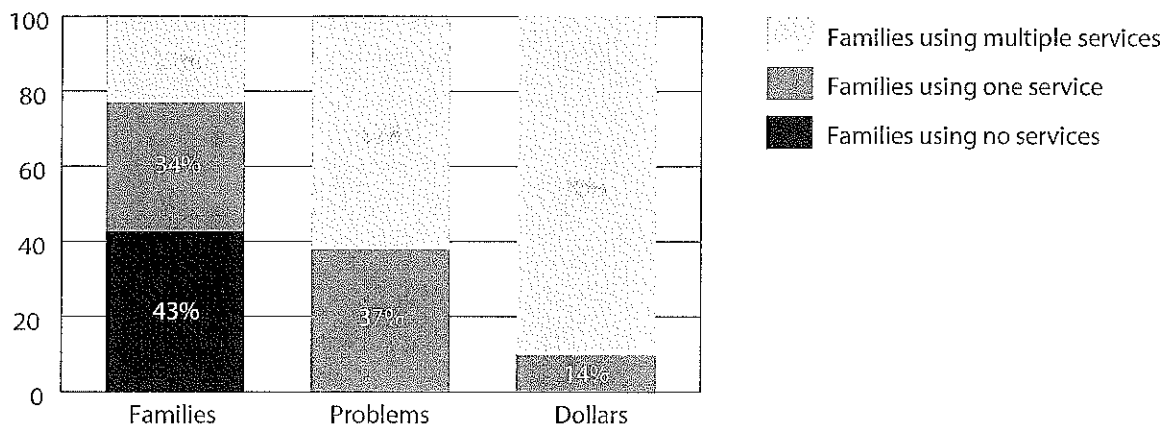 100
80
60
40
20
0
34%
43%
37%
14%
Families
Problems
Dollars
Families using multiple services
Families using one service
Families using no services